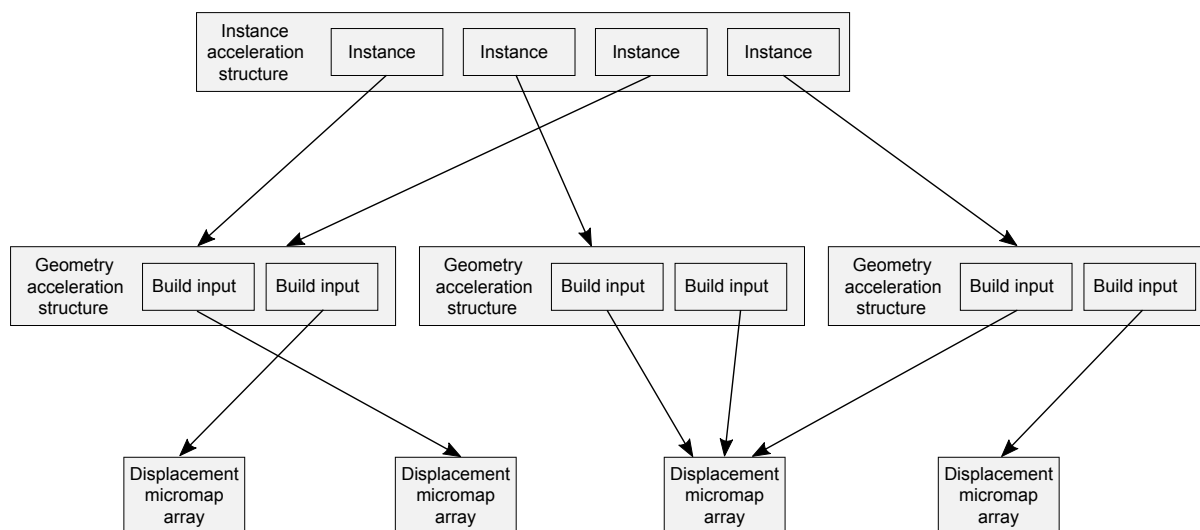 Instance
acceleration
structure
Instance
Instance
Instance
Instance
Geometry
acceleration
structure
Build input
Build input
Geometry
acceleration
structure
Build input
Build input
Geometry
acceleration
structure
Build input
Build input
Displacement
micromap
array
Displacement
micromap
array
Displacement
micromap
array
Displacement
micromap
array